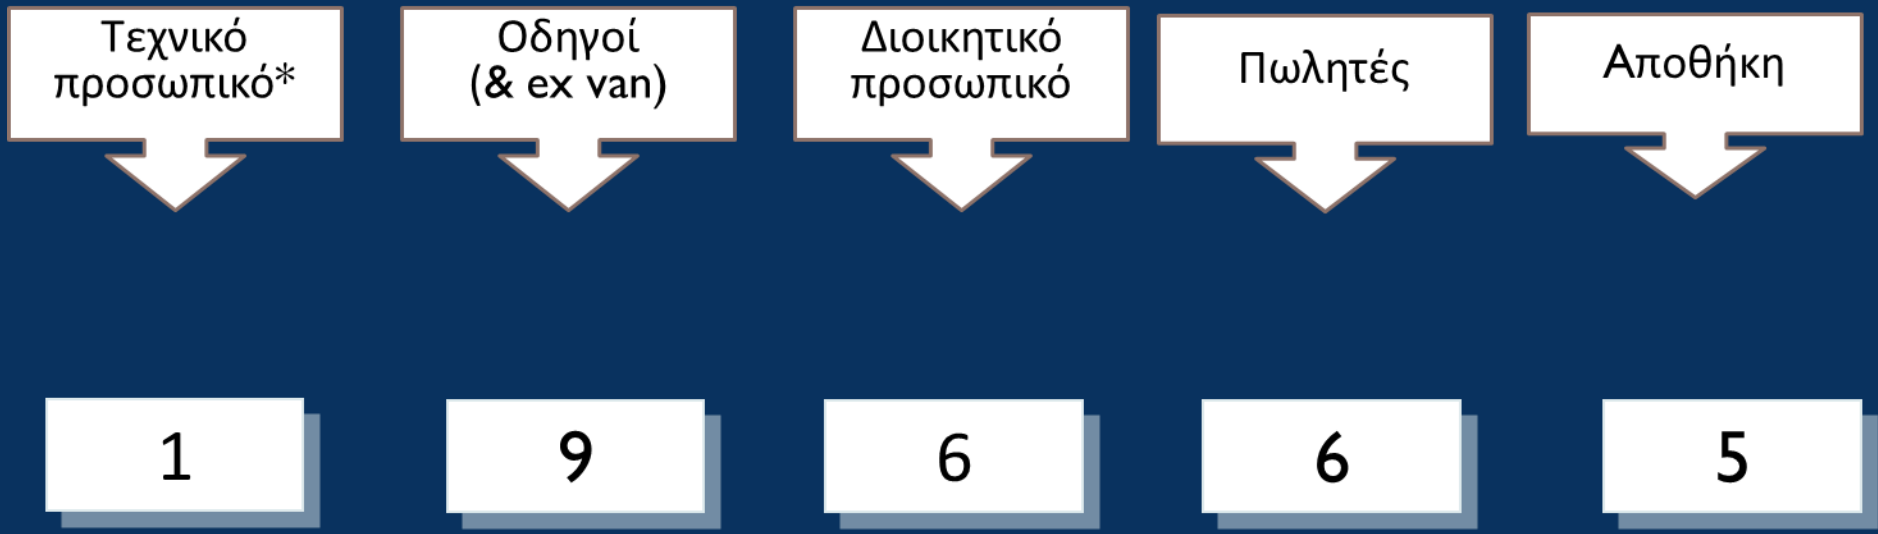 Τεχνικό
προσωπικό*
Οδηγοί
(& ex van)
Διοικητικό
προσωπικό
Πωλητές
Αποθήκη
1
9
6
6
5